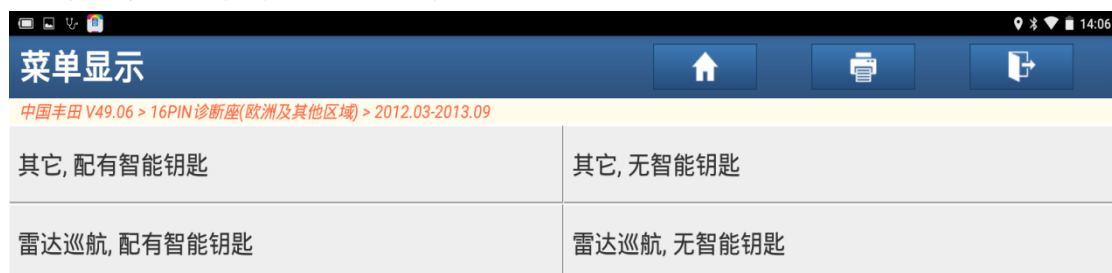 14:06
菜单显示
中国丰田 V49.06 > 16PIN诊断座(欧洲及其他区域) > 2012.03-2013.09
其它, 配有智能钥匙
其它, 无智能钥匙
雷达巡航, 配有智能钥匙
雷达巡航, 无智能钥匙